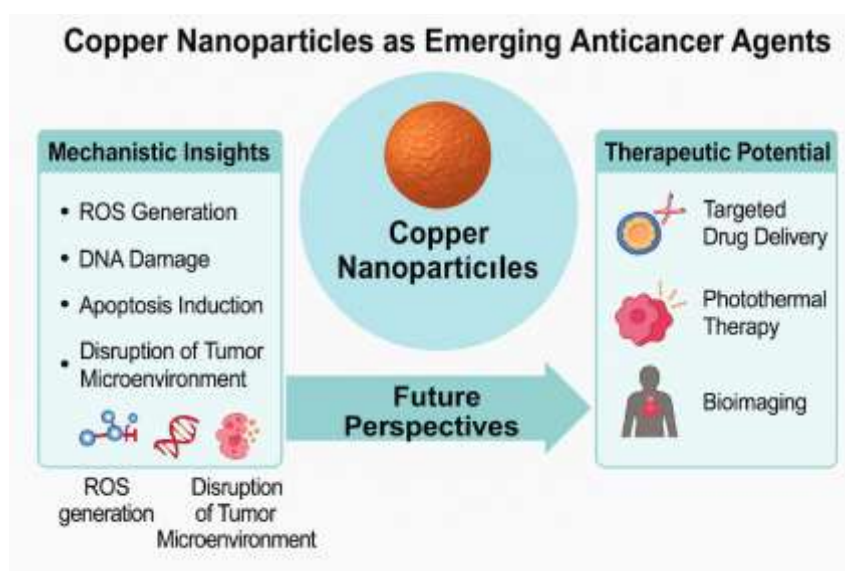 Copper Nanoparticles as Emerging Anticancer Agents
Mechanistic Insights
• ROS Generation
• DNA Damage
• Apoptosis Induction
• Disruption of Tumor
Microenvironment
ROS
generation
Disruption
of Tumor
Microenvironment
Copper
Nanoparticıles
Future
Perspectives
Therapeutic Potential
Targeted
Drug Delivery
Photothermal
Therapy
Bioimaging